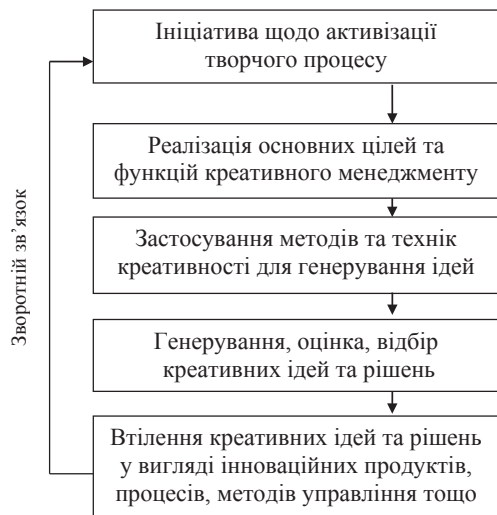 Ініціатива щодо активізації
творчого процесу
Реалізація основних цілей та
функцій креативного менеджменту
Застосування методів та технік
креативності для генерування ідей
Генерування, оцінка, відбір
креативних ідей та рішень
Втілення креативних ідей та рішень
у вигляді інноваційних продуктів,
процесів, методів управління тощо
Зворотній зв’язок